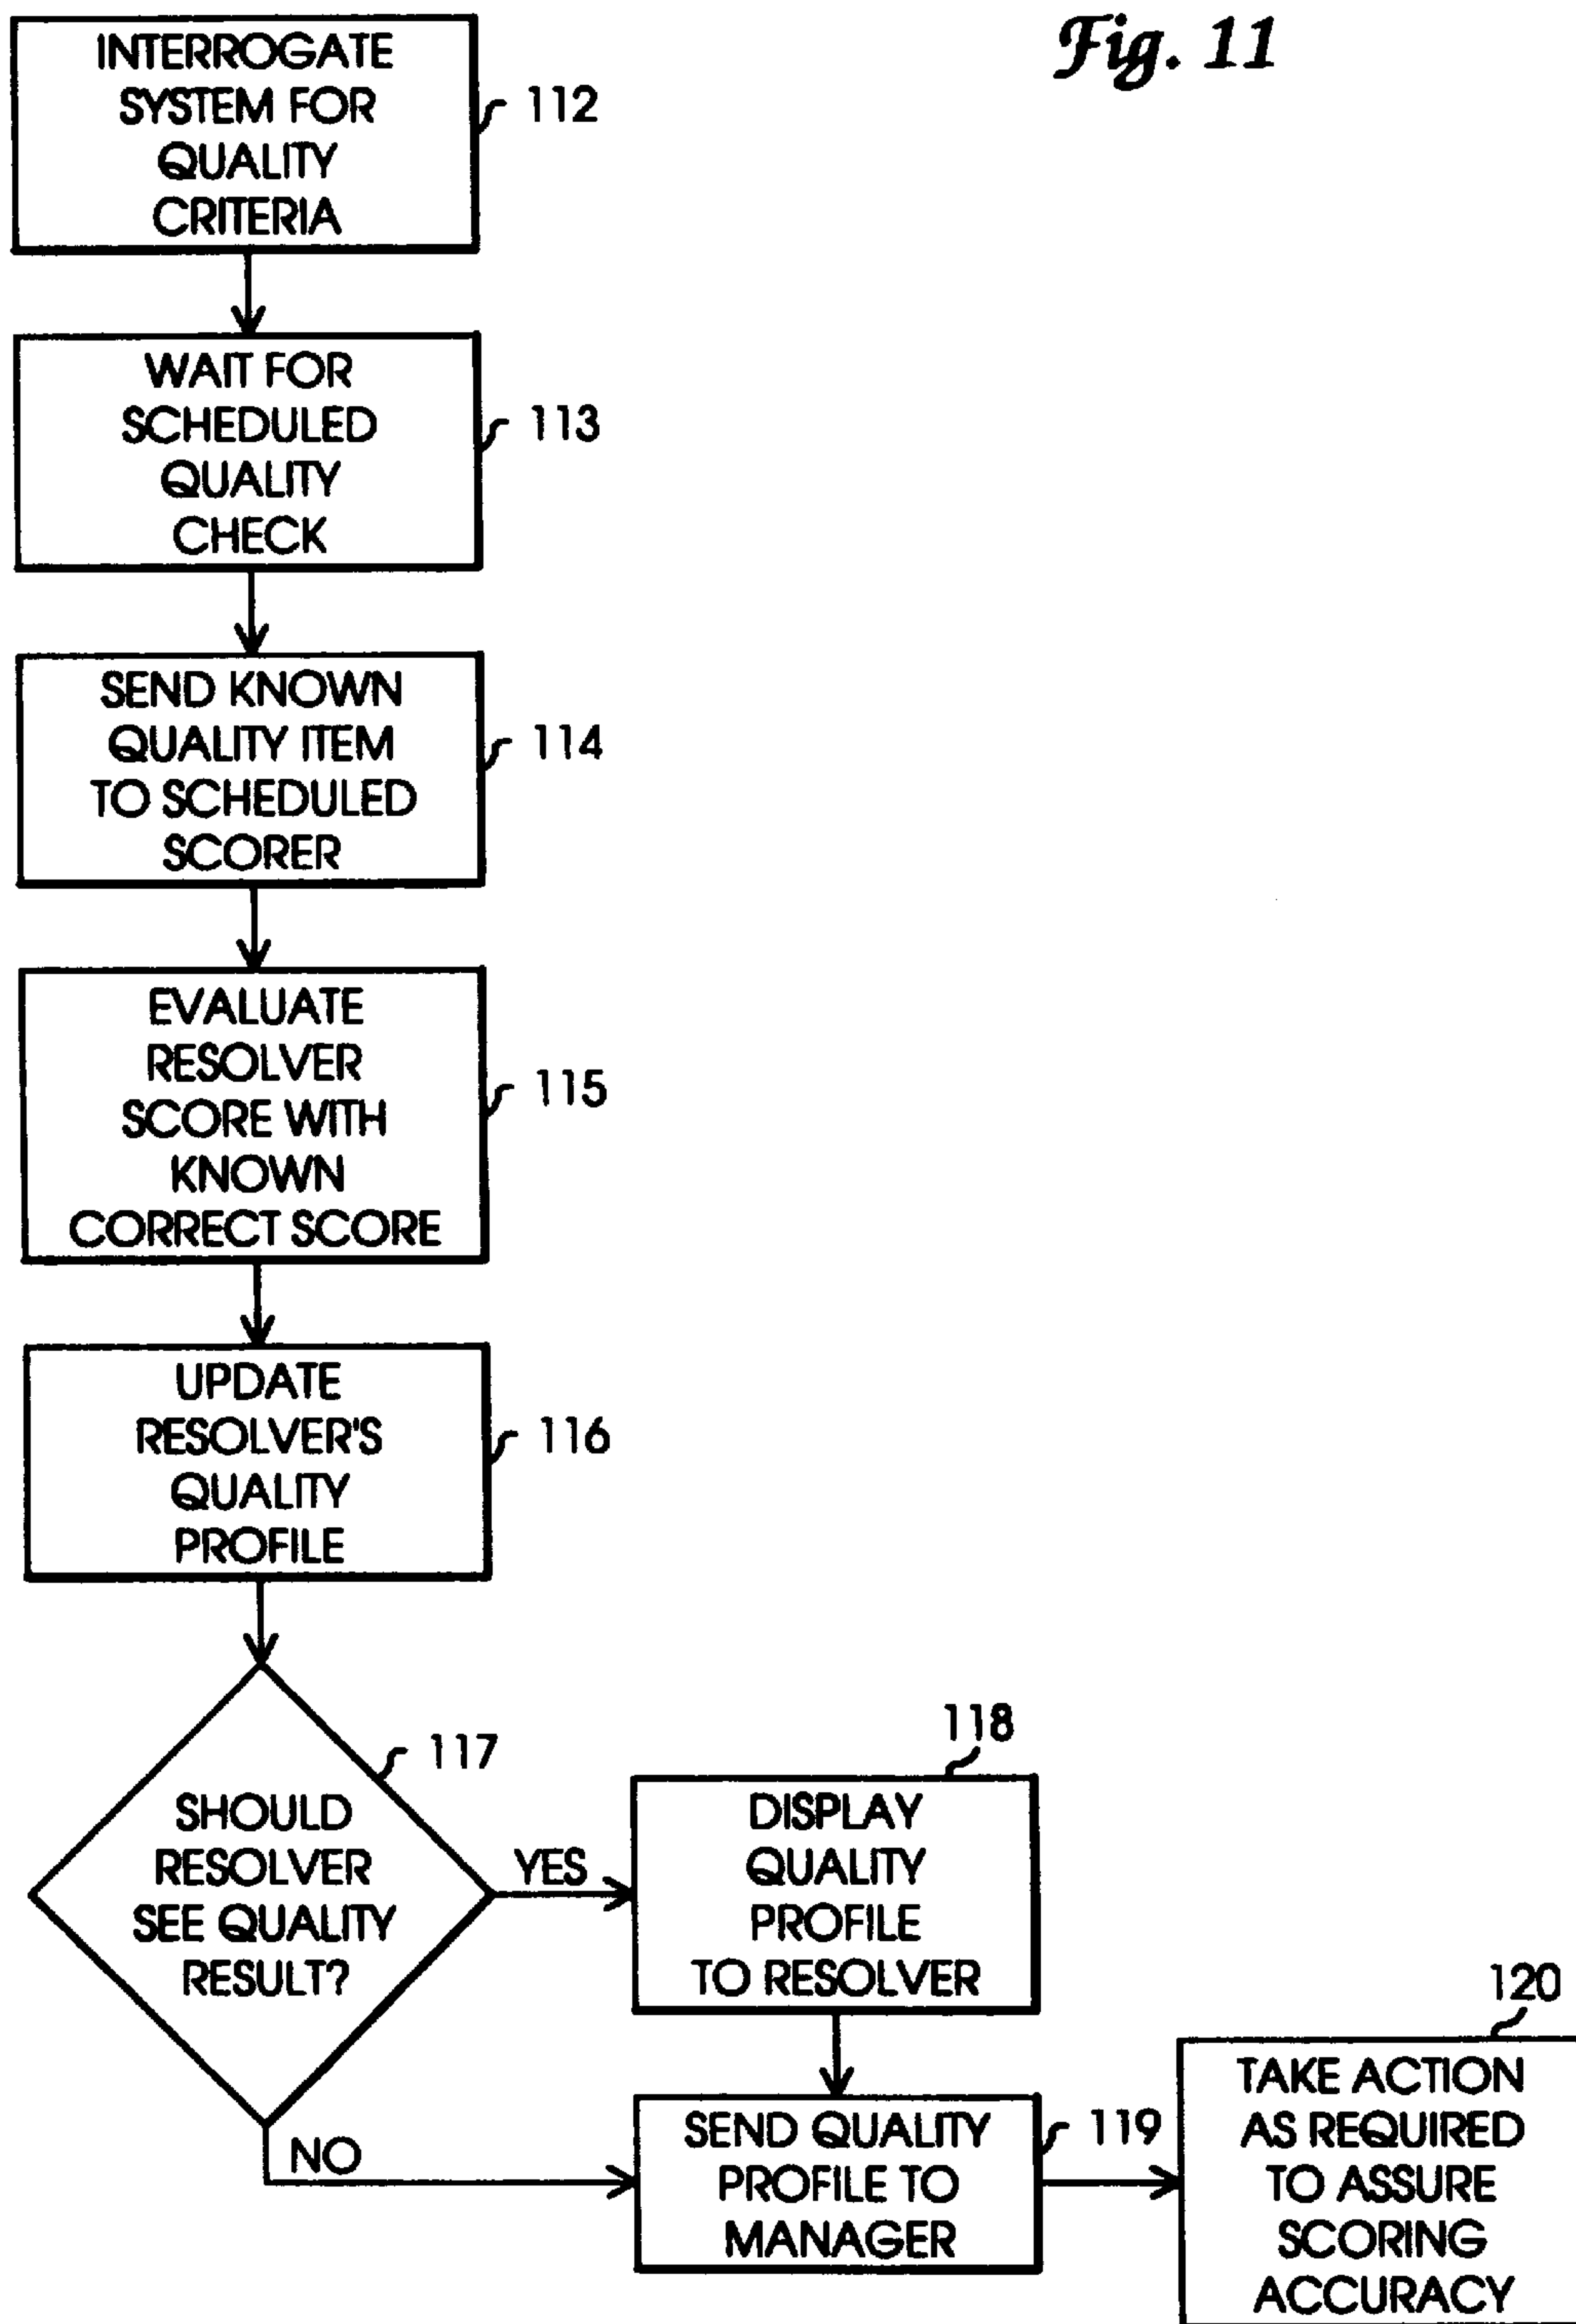 Fig. 11
INTERROGATE
SYSTEM FOR
QUALITY
CRITERIA
112
WAIT FOR
SCHEDULED
QUALITY
CHECK
113
SEND KNOWN
QUALITY ITEM
TO SCHEDULED
SCORER
114
EVALUATE
RESOLVER
SCORE WITH
KNOWN
CORRECT SCORE
115
UPDATE
RESOLVER'S
QUALITY
PROFILE
116
117
SHOULD
RESOLVER
SEE QUALITY
RESULT?
YES
NO
118
DISPLAY
QUALITY
PROFILE
TO RESOLVER
SEND QUALITY
PROFILE TO
MANAGER
119
120
TAKE ACTION
AS REQUIRED
TO ASSURE
SCORING
ACCURACY